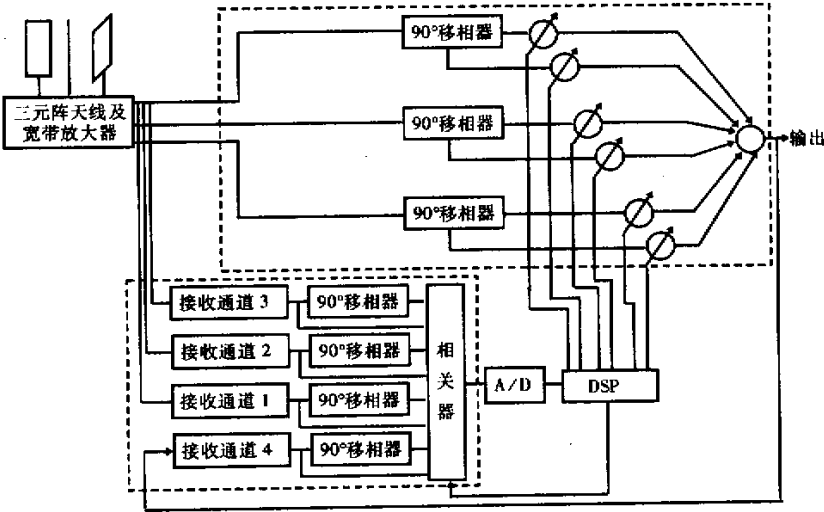 90°移相器
三元阵天线及
宽带放大器
90°移相器
输出
90°移相器
接收通道 3
90°移相器
接收通道 2
90°移相器
相
关
器
A/D
DSP
接收通道 1
90°移相器
接收通道 4
90°移相器